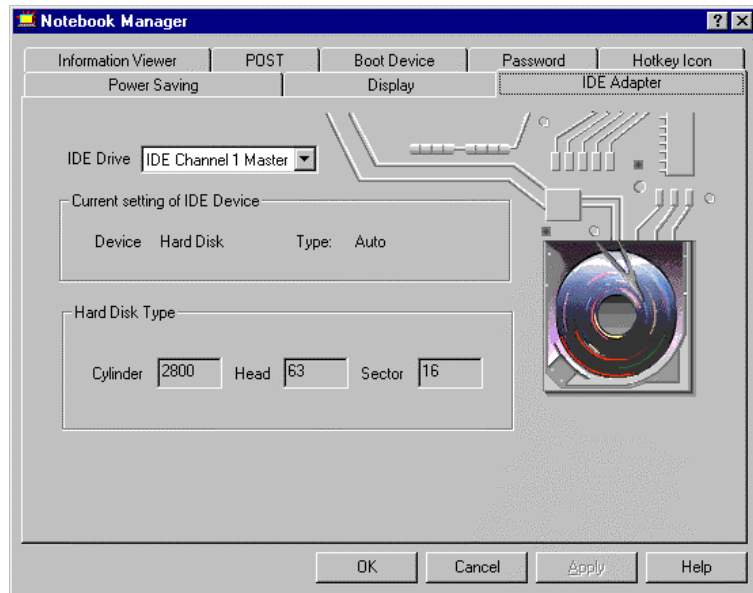 Notebook Manager
Information Viewer POST Boot Device Password Hotkey Icon
Power Saving Display IDE Adapter
IDE Drive IDE Channel 1 Master
Current setting of IDE Device
Device Hard Disk Type: Auto
Hard Disk Type
Cylinder 2800 Head 63 Sector 16
OK Cancel Apply Help